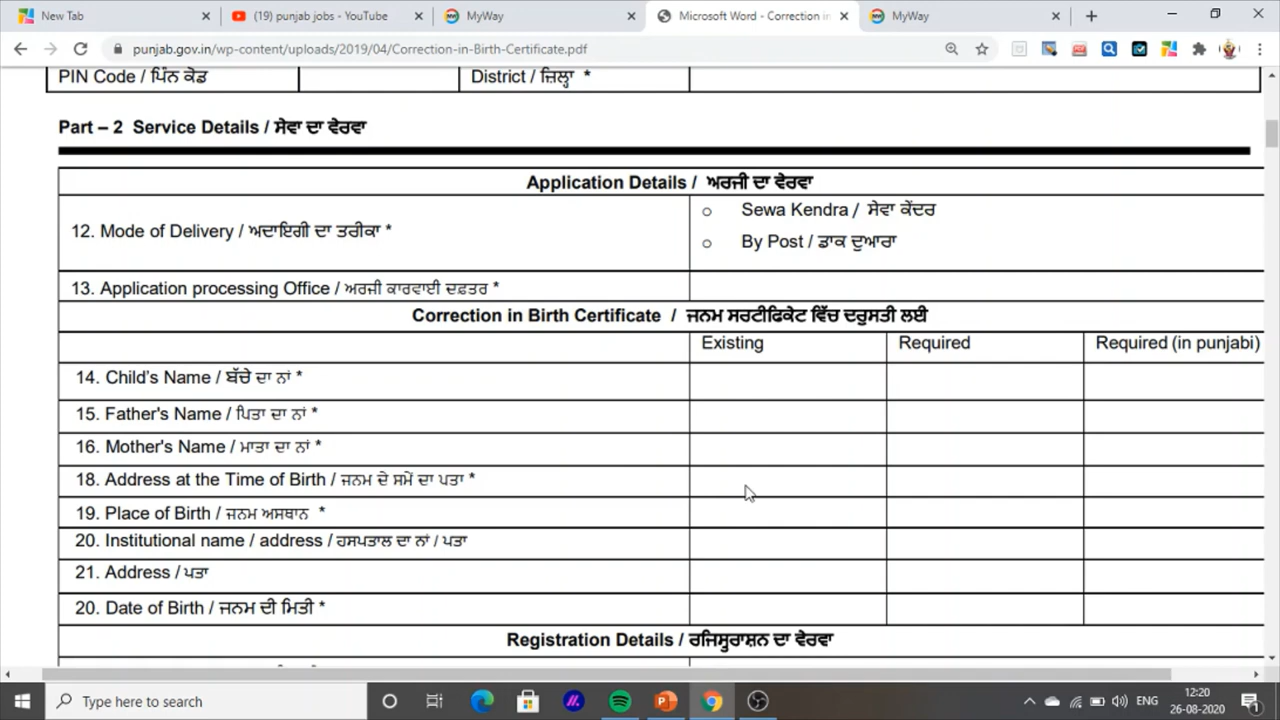 New Tab
(19) punjab jobs - YouTube
MyWay
Microsoft Word - Correction in
MyWay
punjab.gov.in/wp-content/uploads/2019/04/Correction-in-Birth-Certificate.pdf
PIN Code / ਪਿੰਨ ਕੋਡ District / ਜ਼ਿਲ੍ਹਾ *
Part – 2 Service Details / ਸੇਵਾ ਦਾ ਵੇਰਵਾ
Application Details / ਅਰਜੀ ਦਾ ਵੇਰਵਾ
12. Mode of Delivery / ਅਦਾਇਗੀ ਦਾ ਤਰੀਕਾ *
Sewa Kendra / ਸੇਵਾ ਕੇਂਦਰ
By Post / ਡਾਕ ਦੁਆਰਾ
13. Application processing Office / ਅਰਜੀ ਕਾਰਵਾਈ ਦਫ਼ਤਰ *
Correction in Birth Certificate / ਜਨਮ ਸਰਟੀਫਿਕੇਟ ਵਿੱਚ ਦਰੁਸਤੀ ਲਈ
Existing Required Required (in punjabi)
14. Child's Name / ਬੱਚੇ ਦਾ ਨਾਂ *
15. Father's Name / ਪਿਤਾ ਦਾ ਨਾਂ *
16. Mother's Name / ਮਾਤਾ ਦਾ ਨਾਂ *
18. Address at the Time of Birth / ਜਨਮ ਦੇ ਸਮੇਂ ਦਾ ਪਤਾ *
19. Place of Birth / ਜਨਮ ਅਸਥਾਨ *
20. Institutional name / address / ਹਸਪਤਾਲ ਦਾ ਨਾਂ / ਪਤਾ
21. Address / ਪਤਾ
20. Date of Birth / ਜਨਮ ਦੀ ਮਿਤੀ *
Registration Details / ਰਜਿਸਟ੍ਰਾਸ਼ਨ ਦਾ ਵੇਰਵਾ
Type here to search
ENG
12:20
26-08-2020